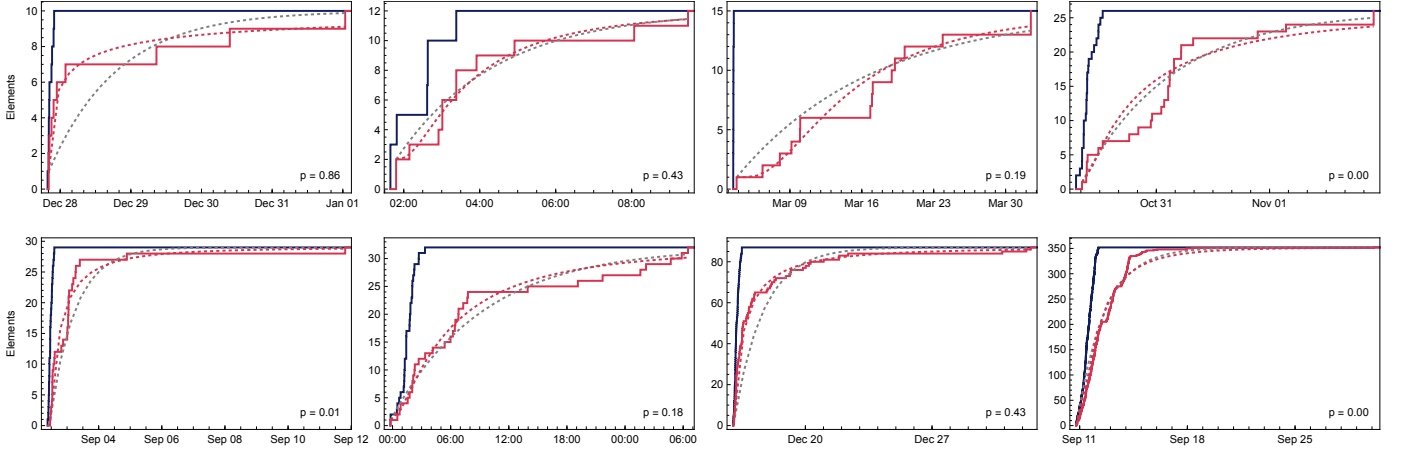 10
8
6
4
2
0
Elements
p = 0.86
Dec 28 Dec 29 Dec 30 Dec 31 Jan 01
12
10
8
6
4
2
0
p = 0.43
02:00 04:00 06:00 08:00
15
10
5
0
p = 0.19
Mar 09 Mar 16 Mar 23 Mar 30
25
20
15
10
5
0
p = 0.00
Oct 31 Nov 01
30
25
20
15
10
5
0
Elements
p = 0.01
Sep 04 Sep 06 Sep 08 Sep 10 Sep 12
30
25
20
15
10
5
0
p = 0.18
00:00 06:00 12:00 18:00 00:00 06:00
80
60
40
20
0
p = 0.43
Dec 20 Dec 27
350
300
250
200
150
100
50
0
p = 0.00
Sep 11 Sep 18 Sep 25